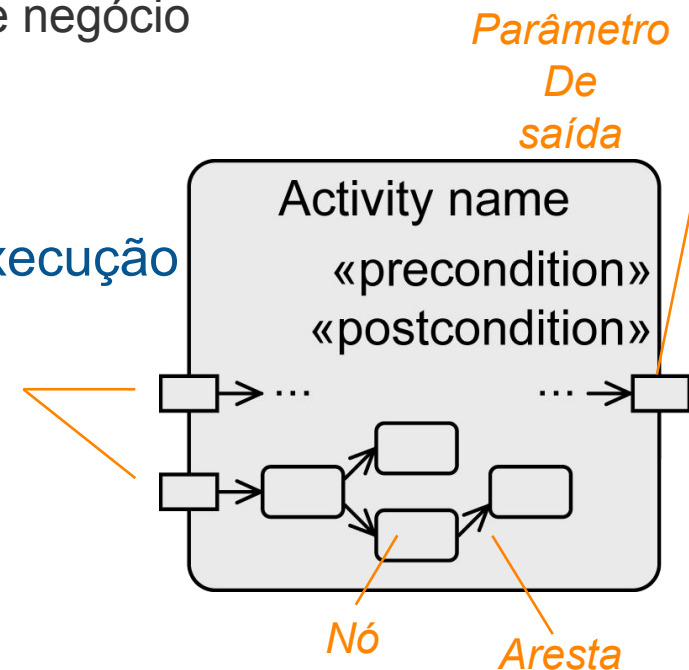 e negócio
Parâmetro
De
saída
Activity name
xecução
«precondition»
«postcondition»
...
...
Nó
Aresta